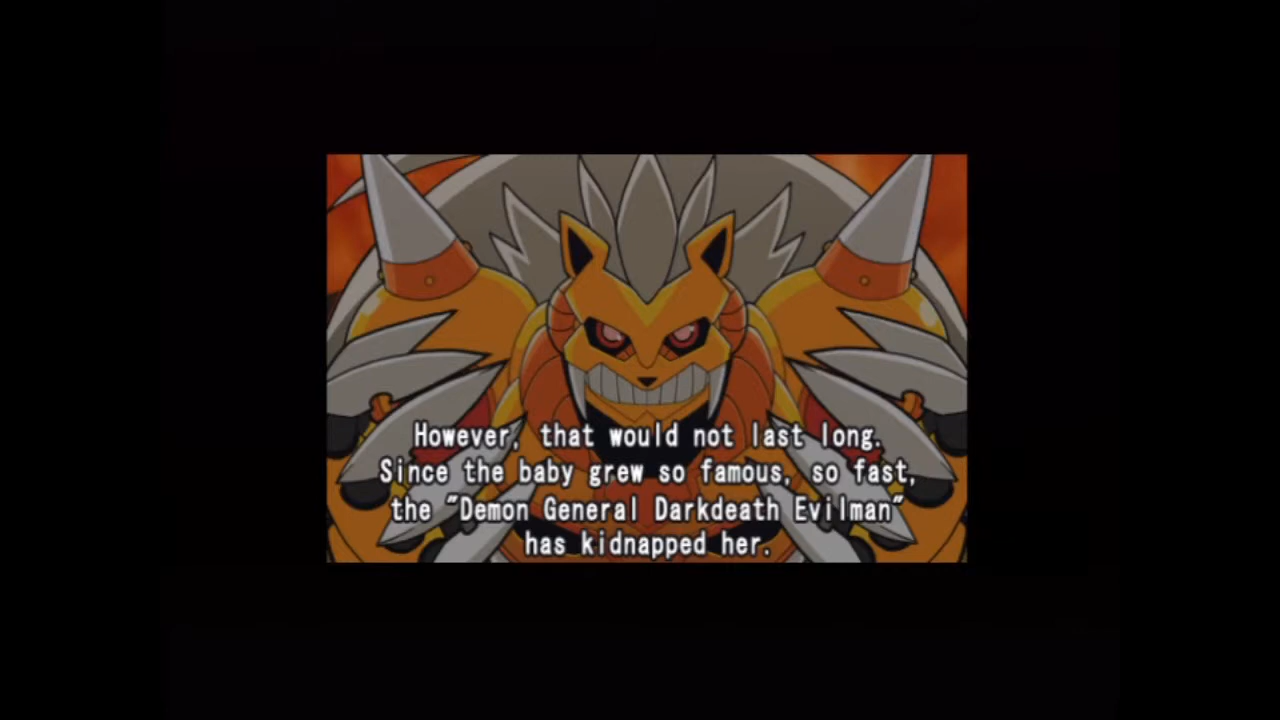 However, that would not last long.
Since the baby grew so famous, so fast,
the "Demon General Darkdeath Evilman"
has kidnapped her.